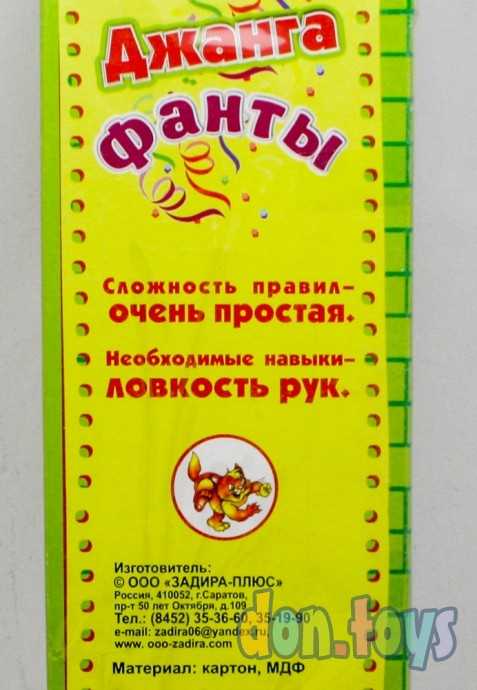 Джанга
Фанты
Сложность правил–
очень простая.
Необходимые навыки–
ловкость рук.
Изготовитель:
© ООО «ЗАДИРА-ПЛЮС»
Россия, 410052, г.Саратов,
пр-т 50 лет Октября, д.109
Тел.: (8452) 35-36-60, 35-19-90
e-mail: zadira06@yandex.ru,
www. ooo-zadira.com
Материал: картон, МДФ
don.toys